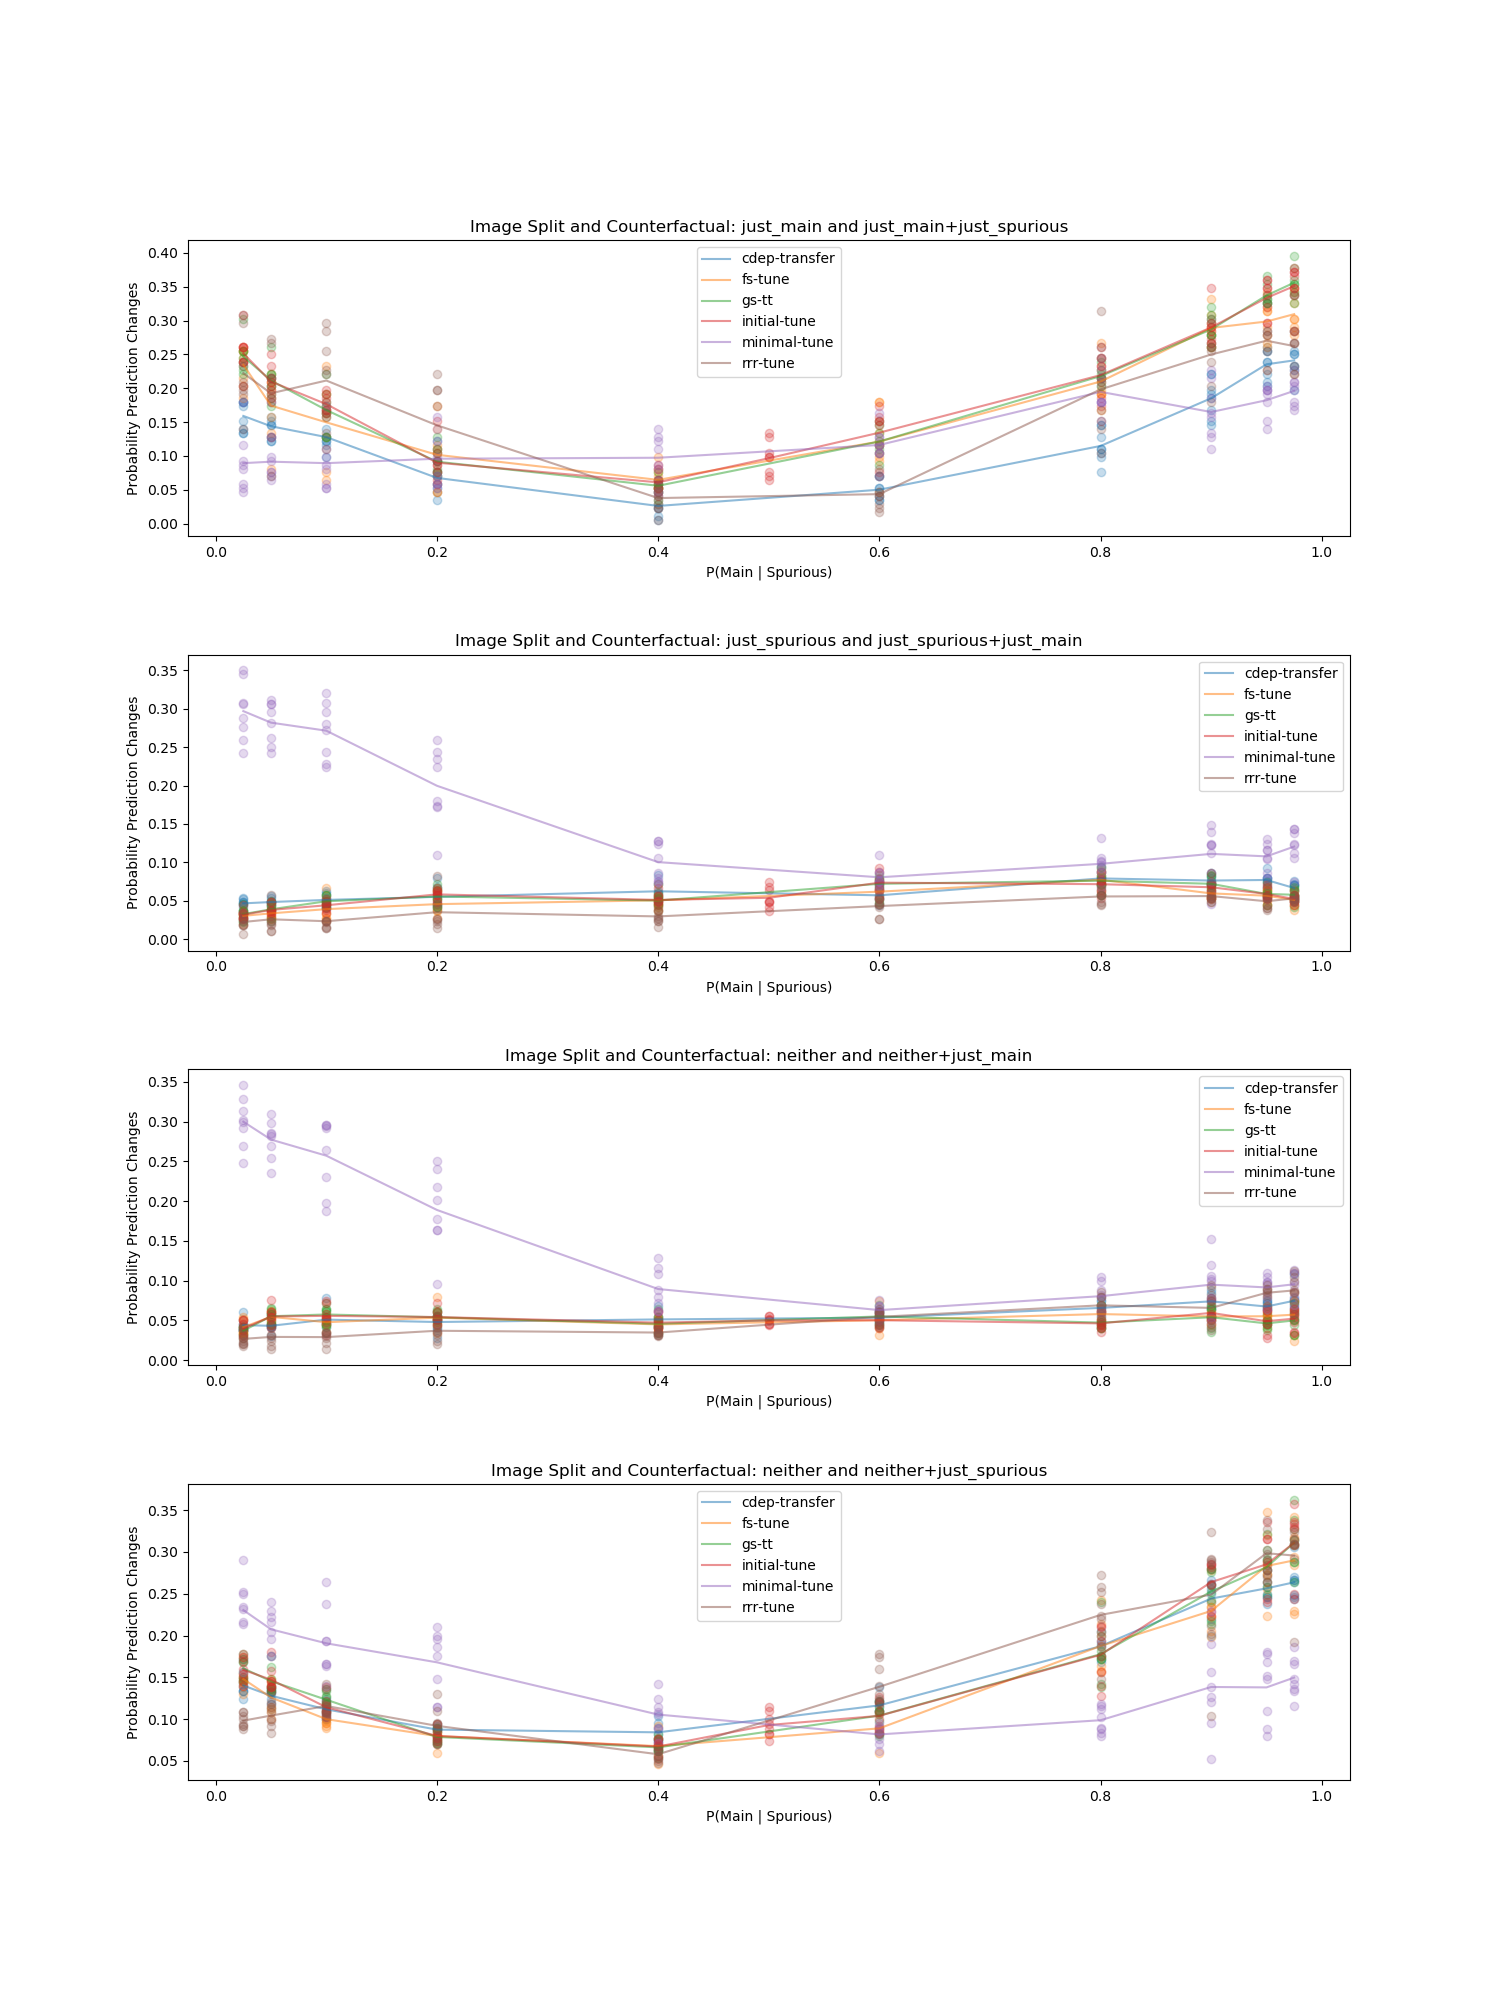 Image Split and Counterfactual: just_main and just_main+just_spurious
Probability Prediction Changes
0.40
0.35
0.30
0.25
0.20
0.15
0.10
0.05
0.00
cdep-transfer
fs-tune
gs-tt
initial-tune
minimal-tune
rrr-tune
0.0 0.2 0.4 0.6 0.8 1.0
P(Main | Spurious)
Image Split and Counterfactual: just_spurious and just_spurious+just_main
Probability Prediction Changes
0.35
0.30
0.25
0.20
0.15
0.10
0.05
0.00
cdep-transfer
fs-tune
gs-tt
initial-tune
minimal-tune
rrr-tune
0.0 0.2 0.4 0.6 0.8 1.0
P(Main | Spurious)
Image Split and Counterfactual: neither and neither+just_main
Probability Prediction Changes
0.35
0.30
0.25
0.20
0.15
0.10
0.05
0.00
cdep-transfer
fs-tune
gs-tt
initial-tune
minimal-tune
rrr-tune
0.0 0.2 0.4 0.6 0.8 1.0
P(Main | Spurious)
Image Split and Counterfactual: neither and neither+just_spurious
Probability Prediction Changes
0.35
0.30
0.25
0.20
0.15
0.10
0.05
cdep-transfer
fs-tune
gs-tt
initial-tune
minimal-tune
rrr-tune
0.0 0.2 0.4 0.6 0.8 1.0
P(Main | Spurious)